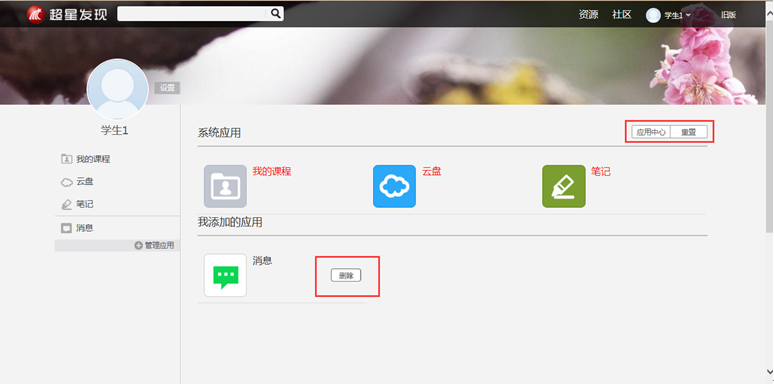 超星发现
资源 社区 学生1 旧版
设置
学生1
我的课程
云盘
笔记
消息
管理应用
系统应用
应用中心 重置
我的课程 云盘 笔记
我添加的应用
消息
删除